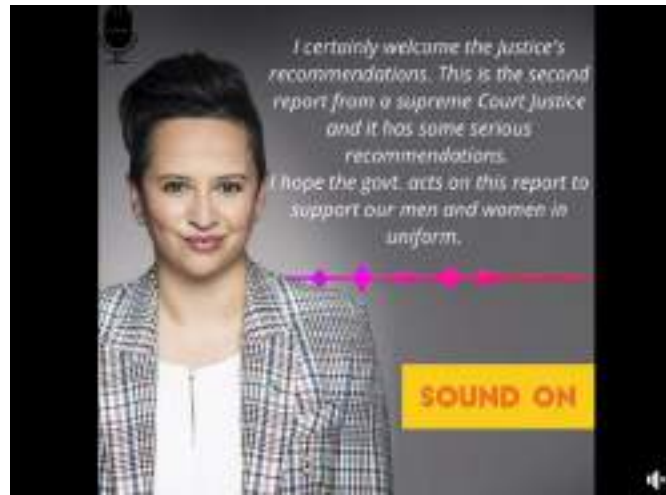 I certainly welcome the Justice's
recommendations. This is the second
report from a supreme Court Justice
and it has some serious
recommendations.
I hope the govt. acts on this report to
support our men and women in
uniform.
SOUND ON